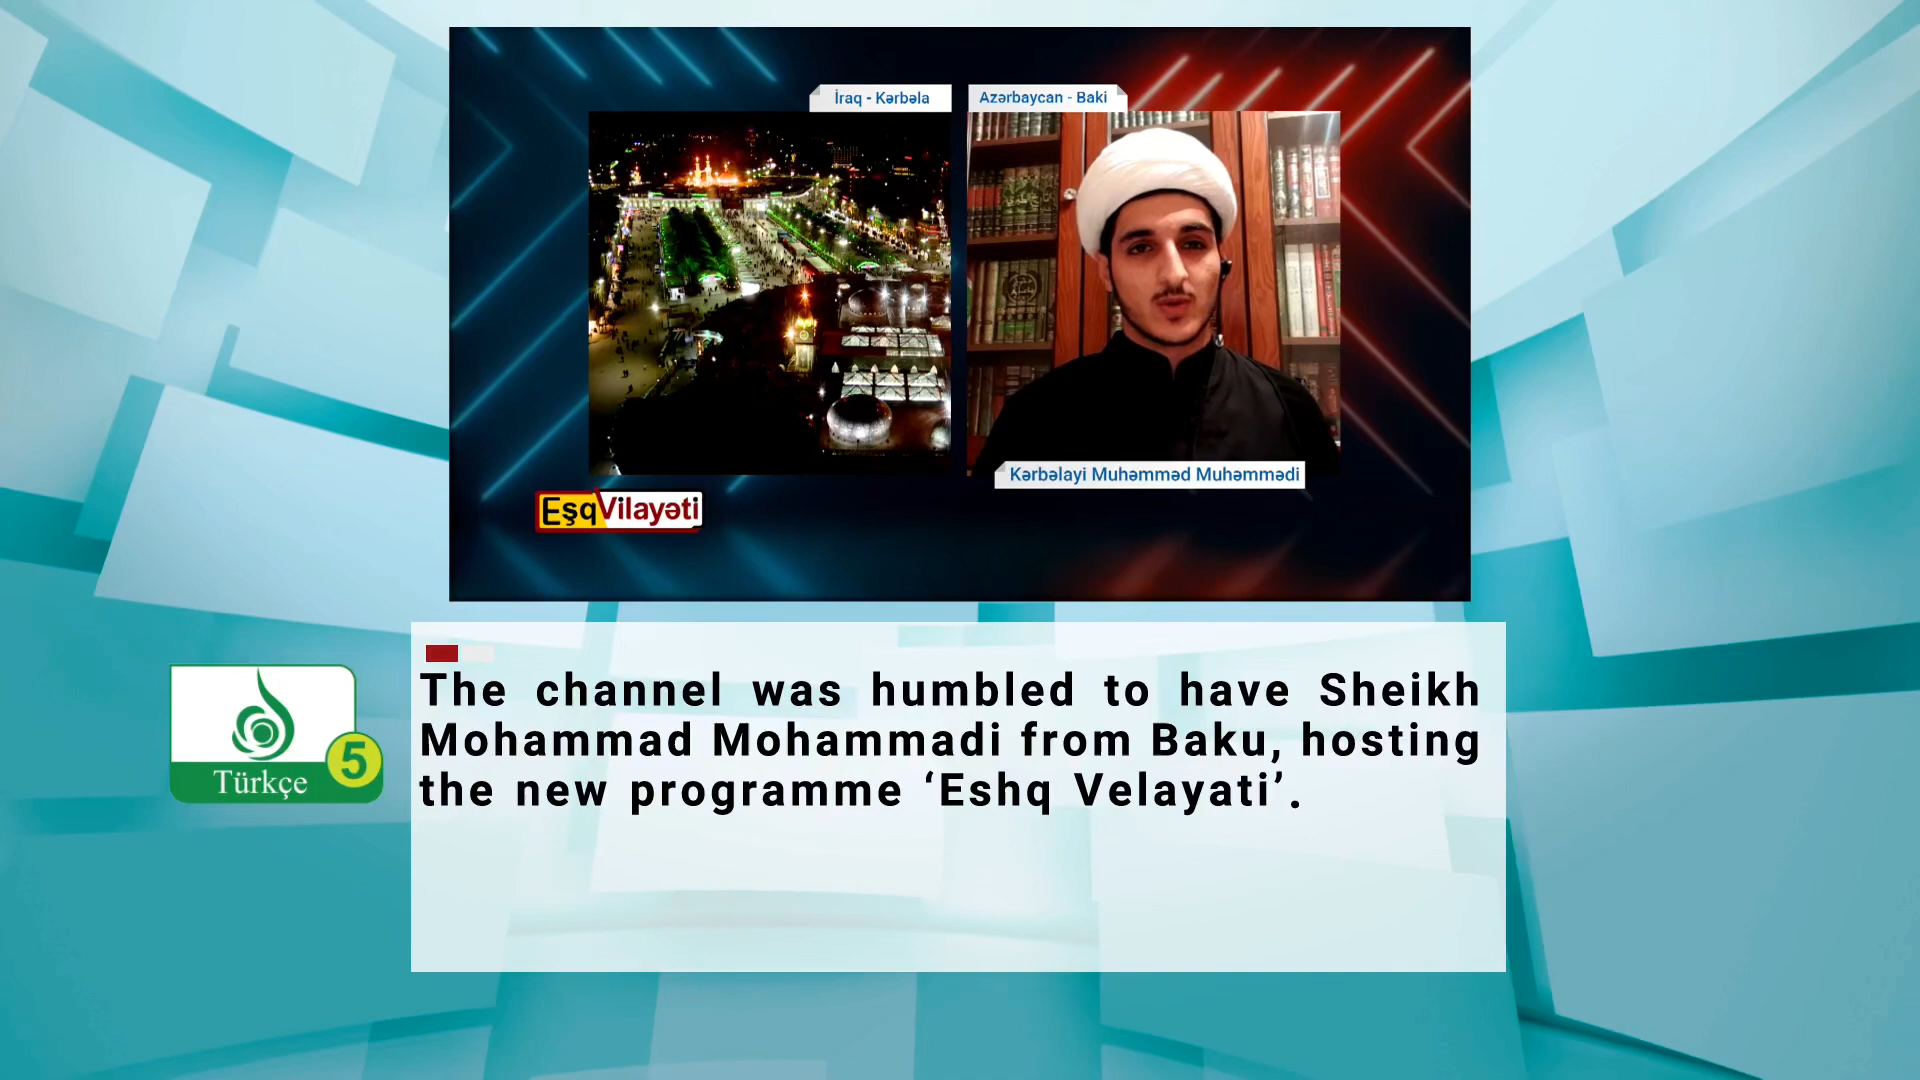 İraq - Kərbəla
Azərbaycan - Baki
Kərbəlayi Muhəmməd Muhəmmədi
EşqVilayəti
The channel was humbled to have Sheikh
Mohammad Mohammadi from Baku, hosting
the new programme ‘Eshq Velayati’.
5
Türkçe